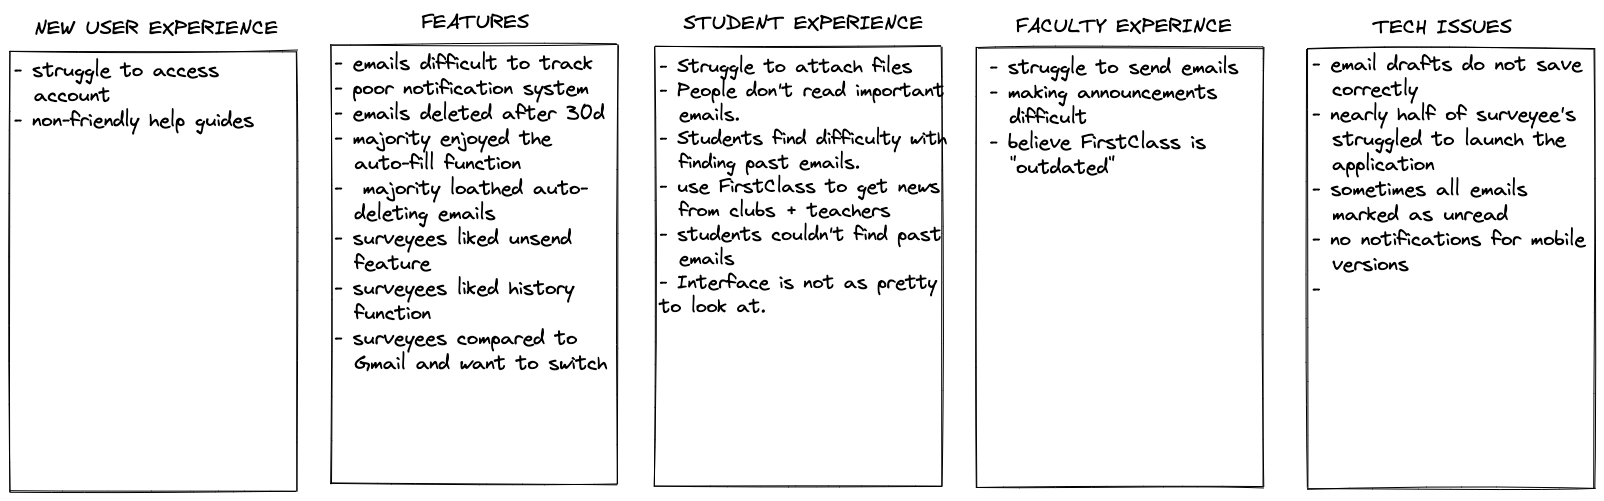 NEW USER EXPERIENCE
- struggle to access
account
- non-friendly help guides
FEATURES
- emails difficult to track
- poor notification system
- emails deleted after 30d
- majority enjoyed the
auto-fill function
- majority loathed auto-
deleting emails
- surveyees liked unsend
feature
- surveyees liked history
function
- surveyees compared to
Gmail and want to switch
STUDENT EXPERIENCE
- Struggle to attach files
- People don't read important
emails.
- Students find difficulty with
finding past emails.
- use FirstClass to get news
from clubs + teachers
- students couldn't find past
emails
- Interface is not as pretty
to look at.
FACULTY EXPERINCE
- struggle to send emails
- making announcements
difficult
- believe FirstClass is
"outdated"
TECH ISSUES
- email drafts do not save
correctly
- nearly half of surveyee's
struggled to launch the
application
- sometimes all emails
marked as unread
- no notifications for mobile
versions
-